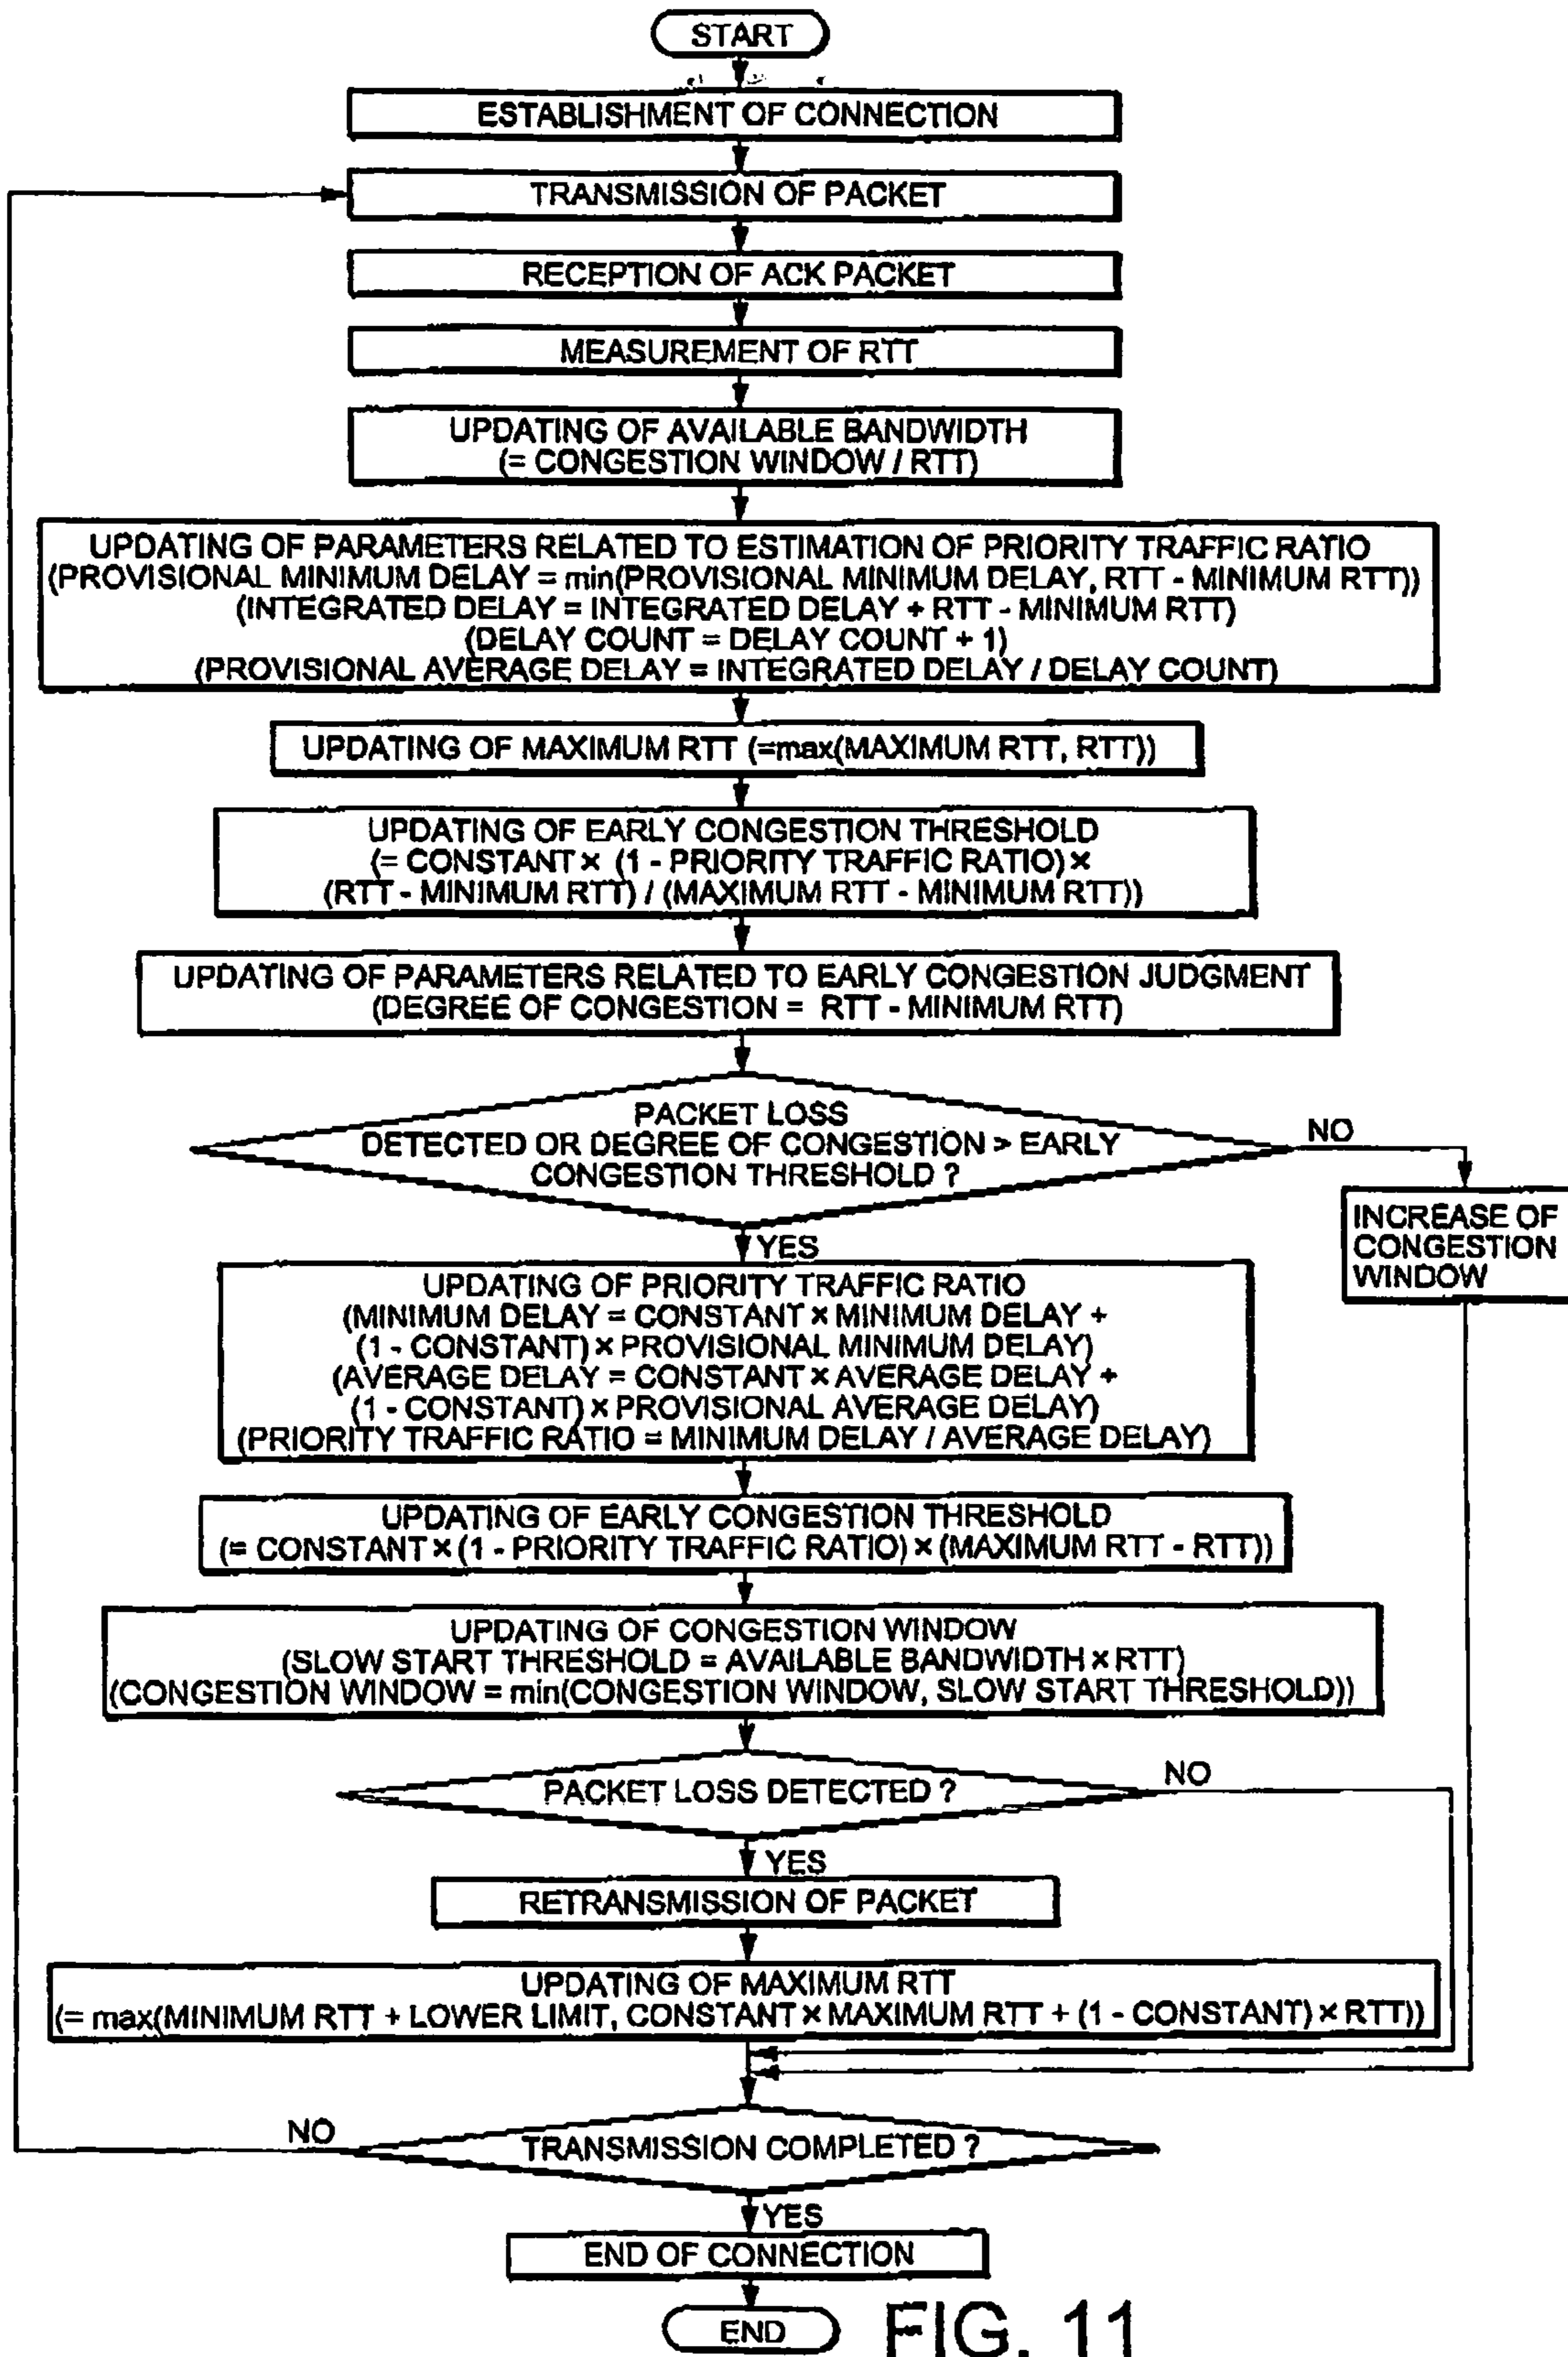 START
ESTABLISHMENT OF CONNECTION
TRANSMISSION OF PACKET
RECEPTION OF ACK PACKET
MEASUREMENT OF RTT
UPDATING OF AVAILABLE BANDWIDTH
(= CONGESTION WINDOW / RTT)
UPDATING OF PARAMETERS RELATED TO ESTIMATION OF PRIORITY TRAFFIC RATIO
(PROVISIONAL MINIMUM DELAY = min(PROVISIONAL MINIMUM DELAY, RTT - MINIMUM RTT))
(INTEGRATED DELAY = INTEGRATED DELAY + RTT - MINIMUM RTT)
(DELAY COUNT = DELAY COUNT + 1)
(PROVISIONAL AVERAGE DELAY = INTEGRATED DELAY / DELAY COUNT)
UPDATING OF MAXIMUM RTT (=max(MAXIMUM RTT, RTT))
UPDATING OF EARLY CONGESTION THRESHOLD
(= CONSTANT × (1 - PRIORITY TRAFFIC RATIO) ×
(RTT - MINIMUM RTT) / (MAXIMUM RTT - MINIMUM RTT))
UPDATING OF PARAMETERS RELATED TO EARLY CONGESTION JUDGMENT
(DEGREE OF CONGESTION = RTT - MINIMUM RTT)
PACKET LOSS
DETECTED OR DEGREE OF CONGESTION > EARLY
CONGESTION THRESHOLD ?
NO
INCREASE OF
CONGESTION
WINDOW
YES
UPDATING OF PRIORITY TRAFFIC RATIO
(MINIMUM DELAY = CONSTANT × MINIMUM DELAY +
(1 - CONSTANT) × PROVISIONAL MINIMUM DELAY)
(AVERAGE DELAY = CONSTANT × AVERAGE DELAY +
(1 - CONSTANT) × PROVISIONAL AVERAGE DELAY)
(PRIORITY TRAFFIC RATIO = MINIMUM DELAY / AVERAGE DELAY)
UPDATING OF EARLY CONGESTION THRESHOLD
(= CONSTANT × (1 - PRIORITY TRAFFIC RATIO) × (MAXIMUM RTT - RTT))
UPDATING OF CONGESTION WINDOW
(SLOW START THRESHOLD = AVAILABLE BANDWIDTH × RTT)
(CONGESTION WINDOW = min(CONGESTION WINDOW, SLOW START THRESHOLD))
PACKET LOSS DETECTED ?
NO
YES
RETRANSMISSION OF PACKET
UPDATING OF MAXIMUM RTT
(= max(MINIMUM RTT + LOWER LIMIT, CONSTANT × MAXIMUM RTT + (1 - CONSTANT) × RTT))
NO
TRANSMISSION COMPLETED ?
YES
END OF CONNECTION
END
FIG. 11